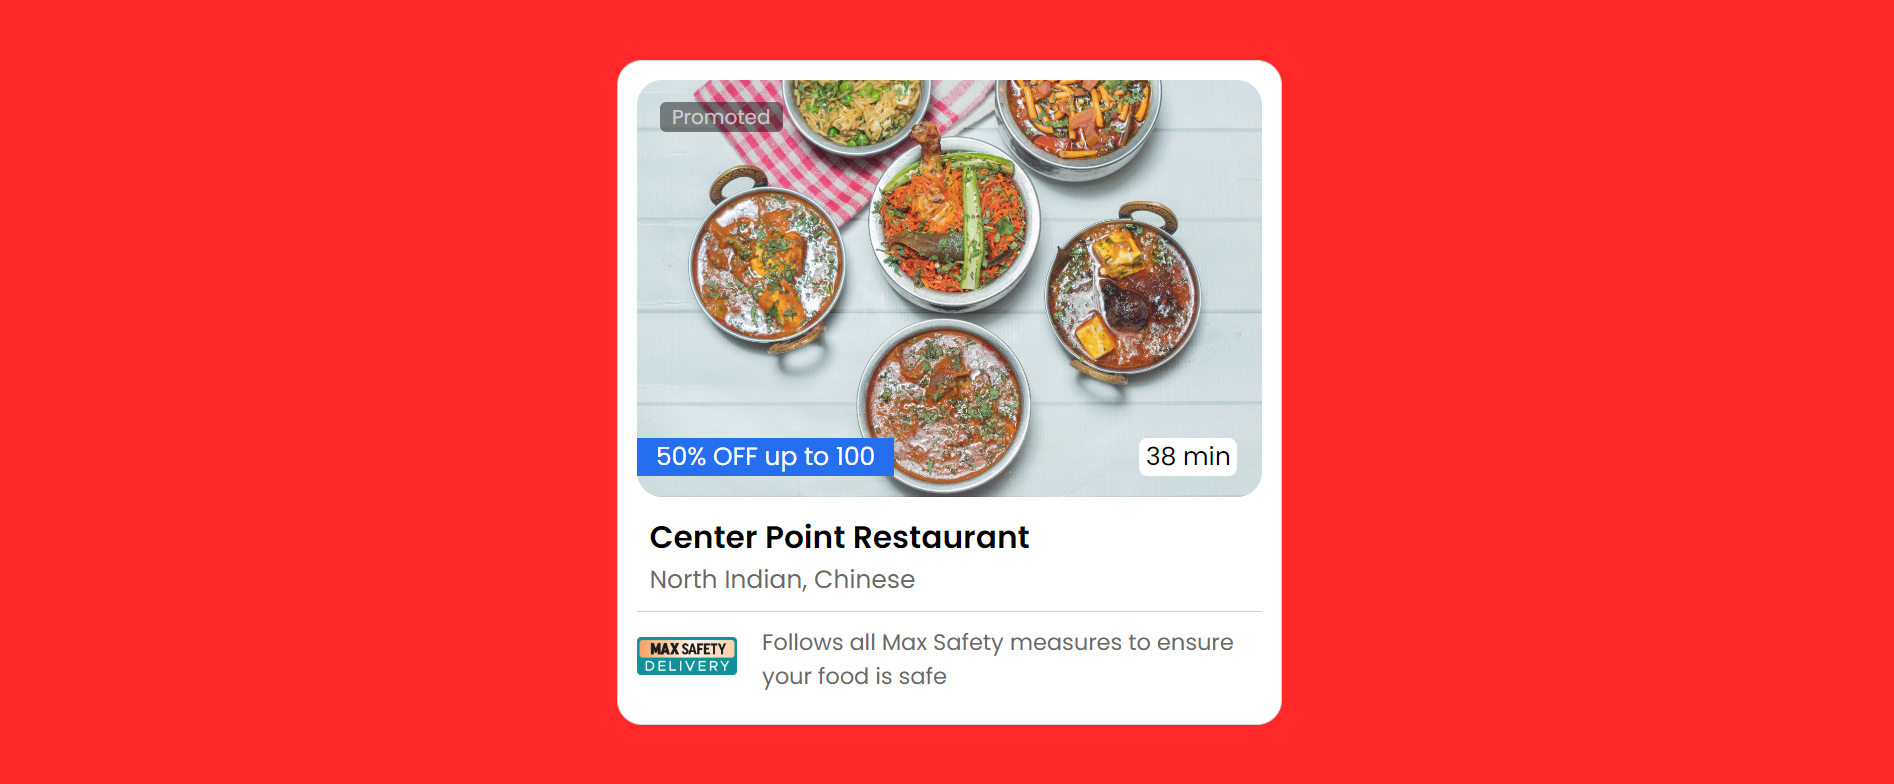 Promoted
50% OFF up to 100
38 min
Center Point Restaurant
North Indian, Chinese
MAX SAFETY
DELIVERY
Follows all Max Safety measures to ensure
your food is safe